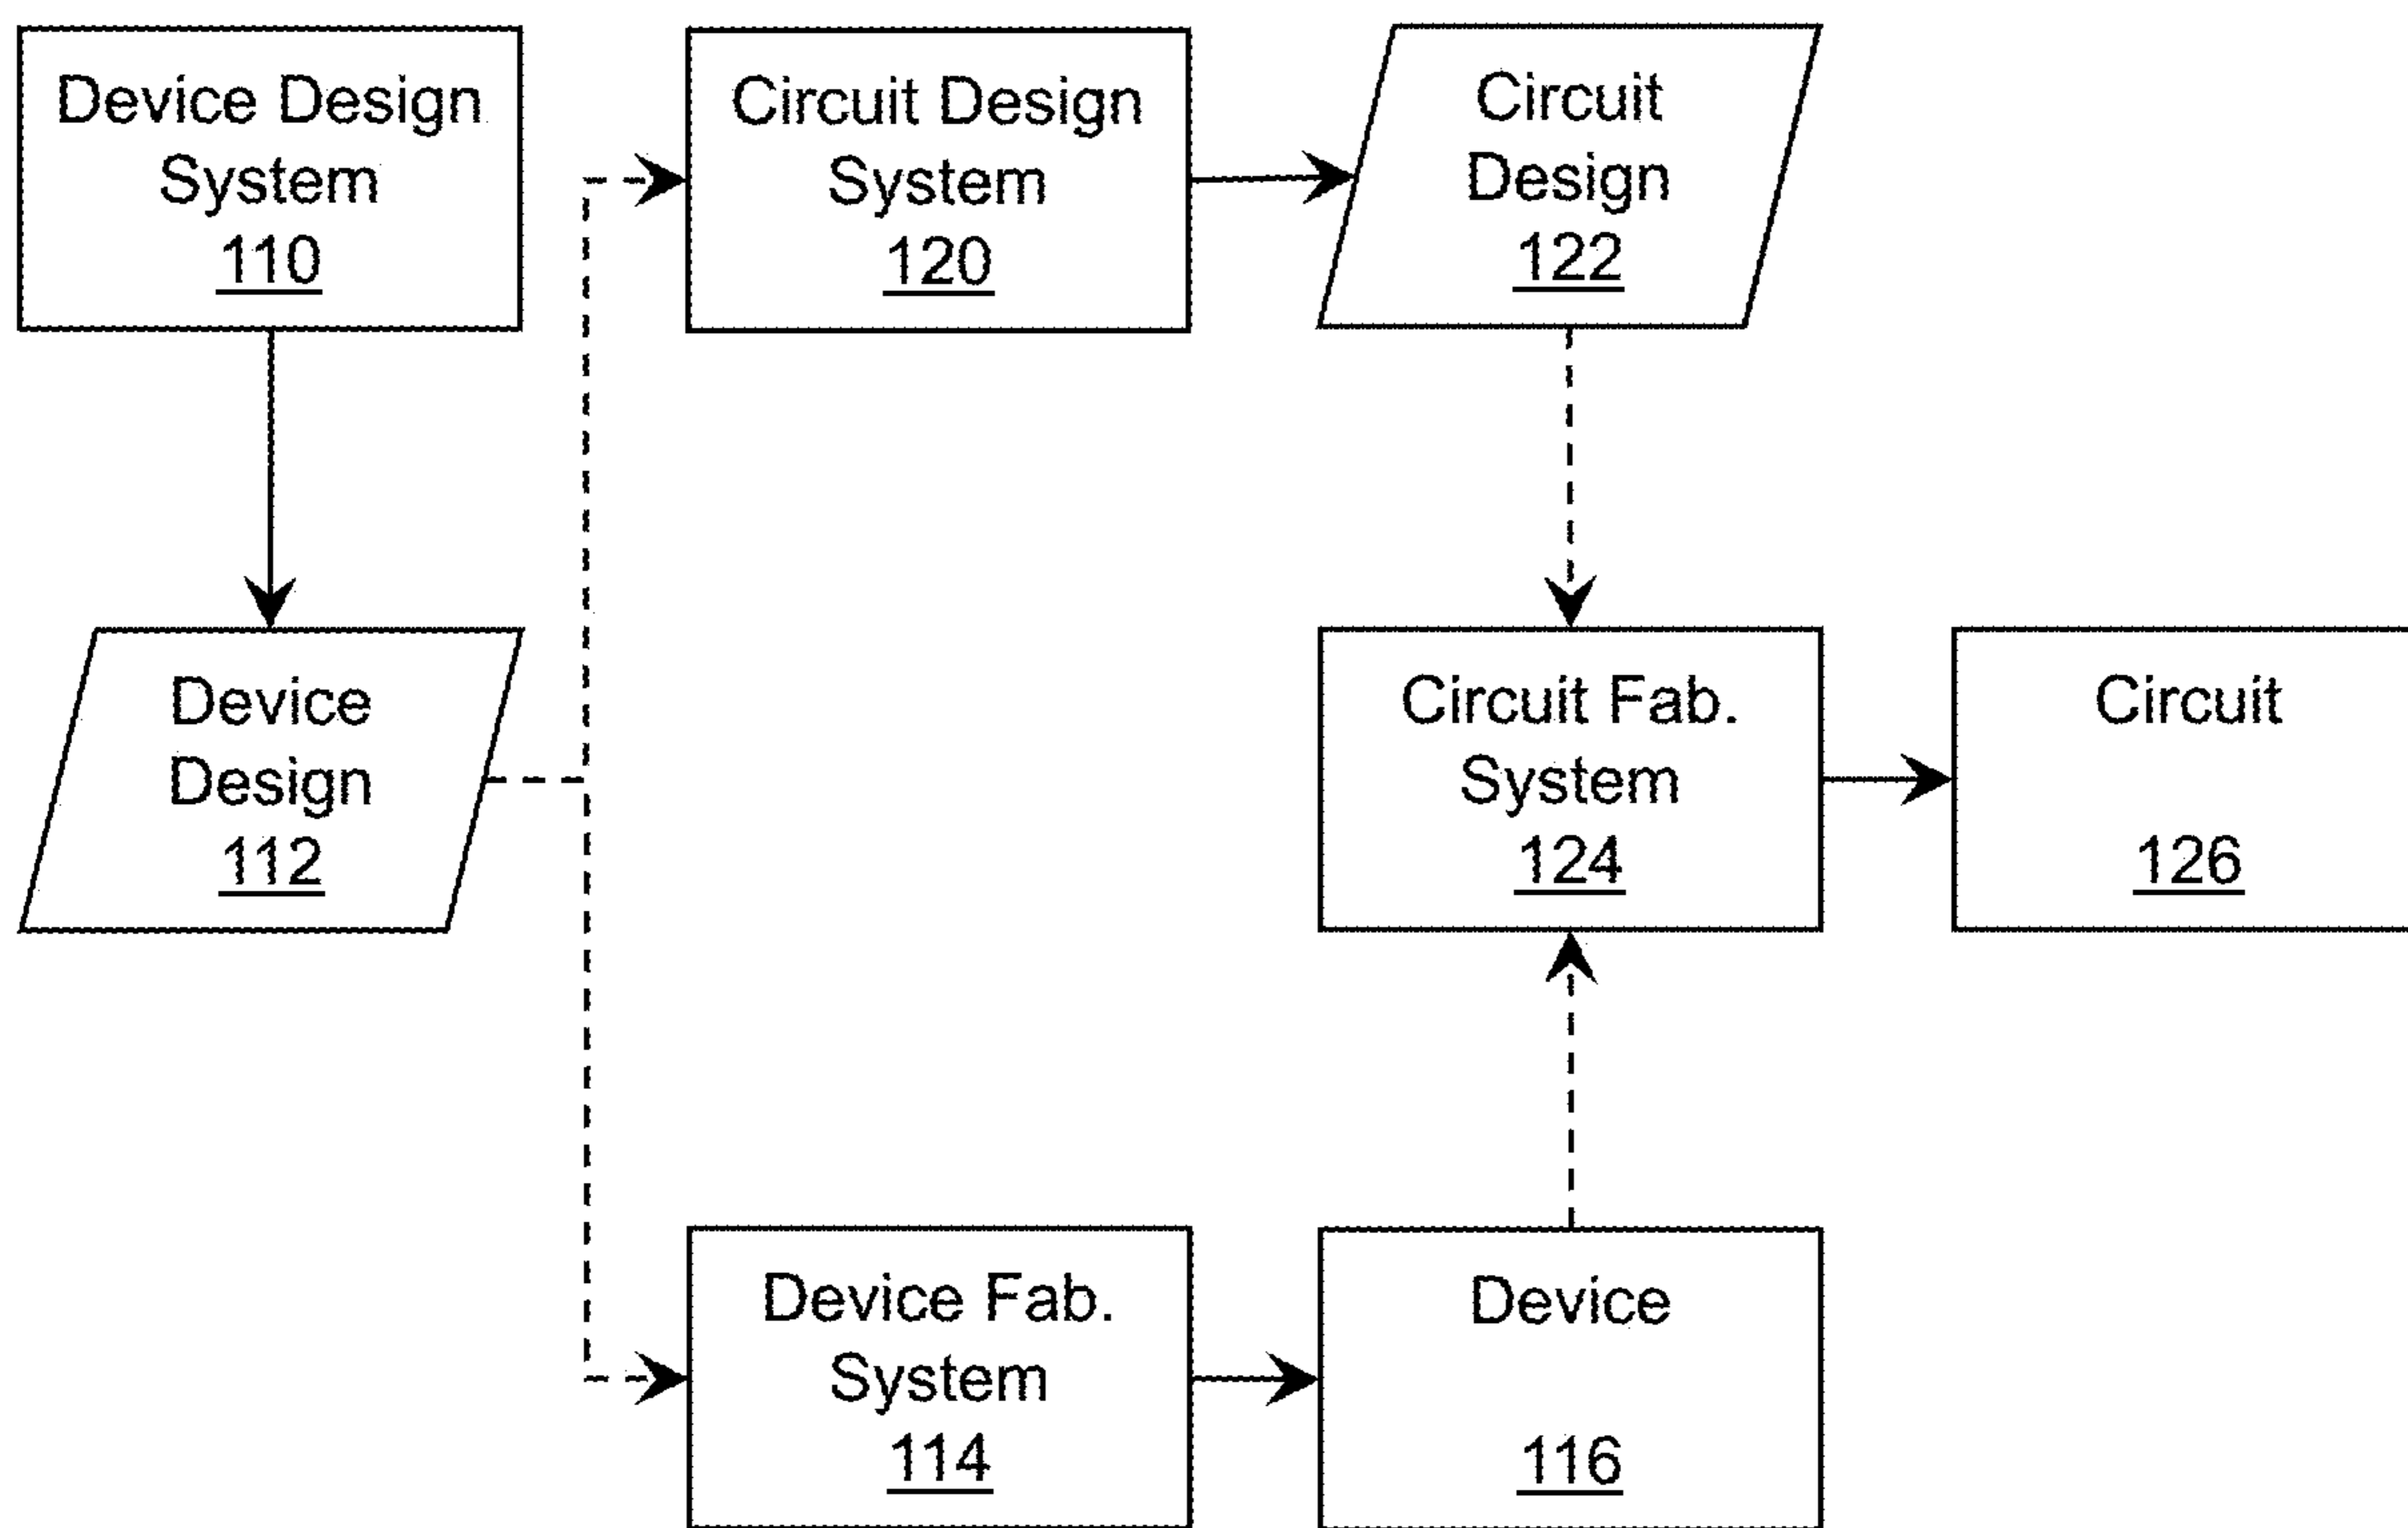 Device Design
System
110
Circuit Design
System
120
Circuit
Design
122
Device
Design
112
Circuit Fab.
System
124
Circuit
126
Device Fab.
System
114
Device
116